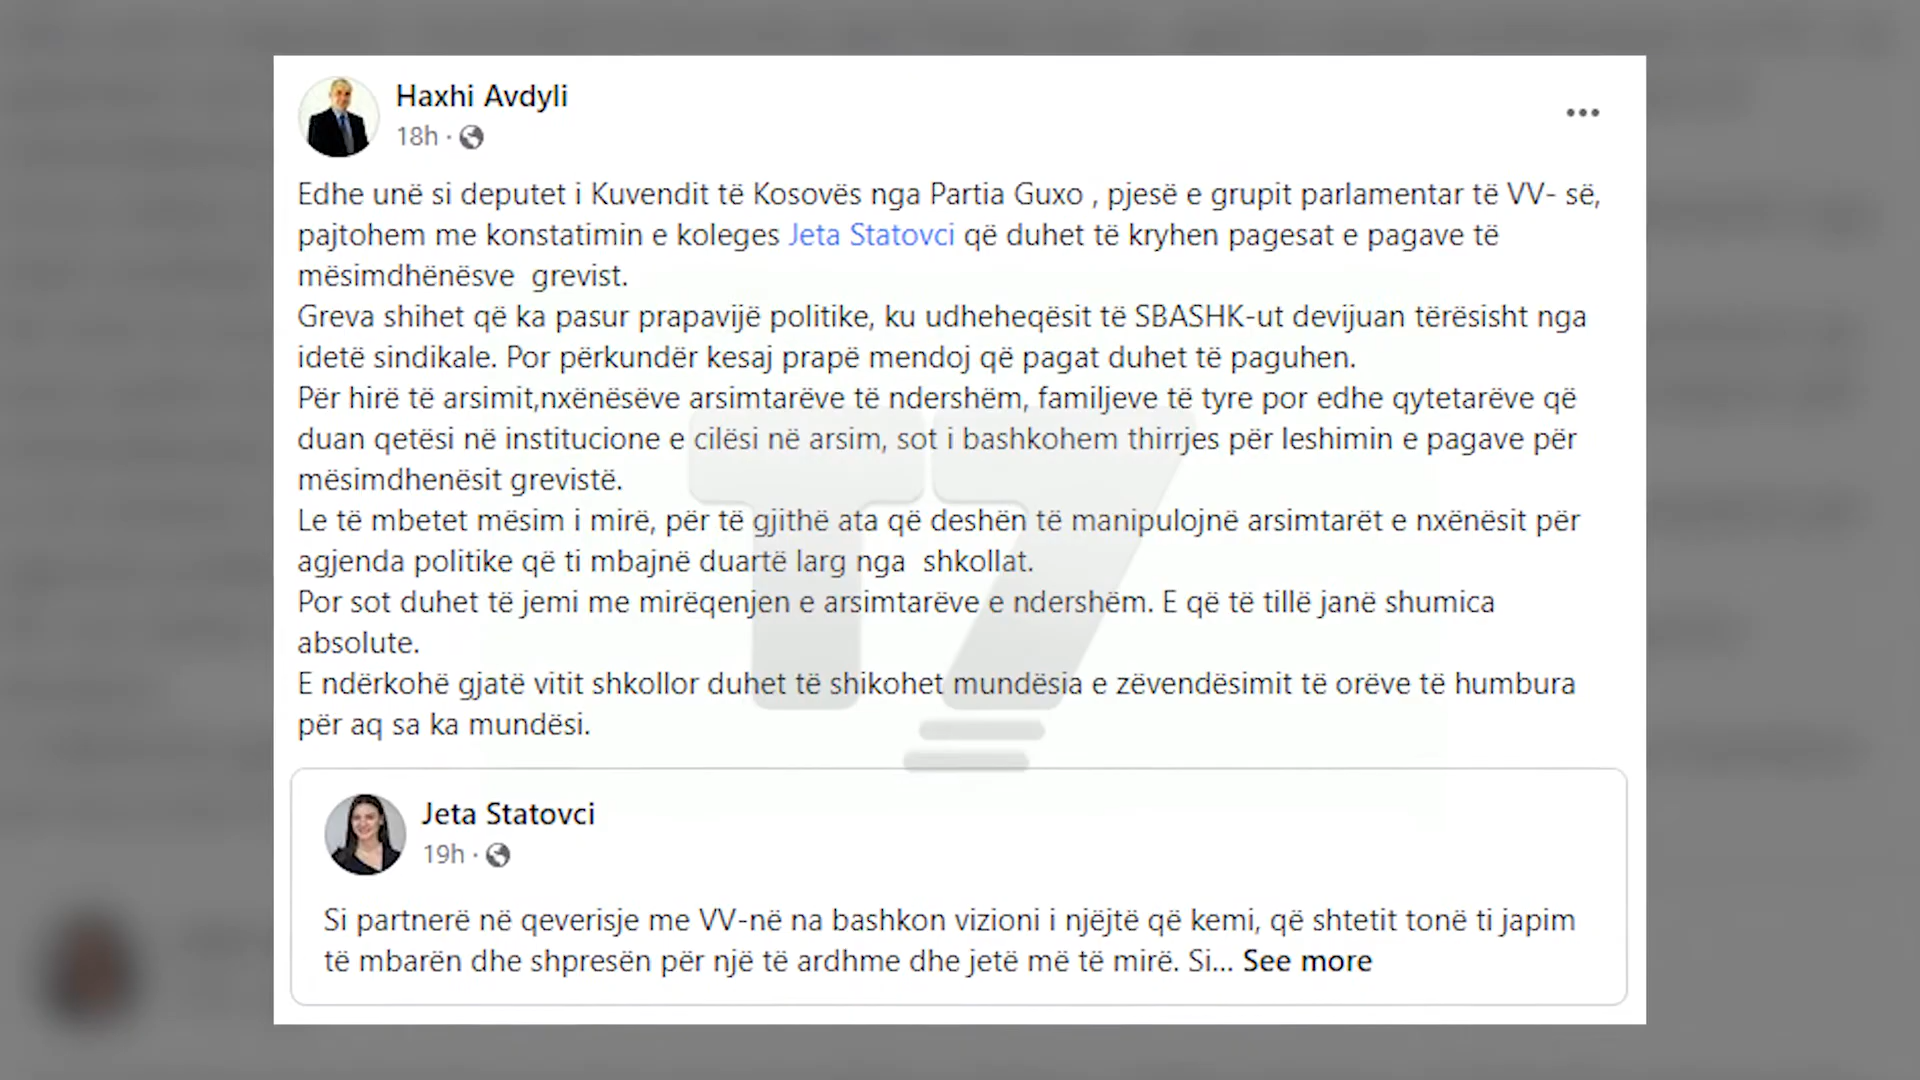 Haxhi Avdyli
18h ·
Edhe unë si deputet i Kuvendit të Kosovës nga Partia Guxo , pjesë e grupit parlamentar të VV- së,
pajtohem me konstatimin e koleges Jeta Statovci që duhet të kryhen pagesat e pagave të
mësimdhënësve  grevist.
Greva shihet që ka pasur prapavijë politike, ku udheheqësit të SBASHK-ut devijuan tërësisht nga
idetë sindikale. Por përkundër kesaj prapë mendoj që pagat duhet të paguhen.
Për hirë të arsimit,nxënësëve arsimtarëve të ndershëm, familjeve të tyre por edhe qytetarëve që
duan qetësi në institucione e cilësi në arsim, sot i bashkohem thirrjes për leshimin e pagave për
mësimdhenësit grevistë.
Le të mbetet mësim i mirë, për të gjithë ata që deshën të manipulojnë arsimtarët e nxënësit për
agjenda politike që ti mbajnë duartë larg nga  shkollat.
Por sot duhet të jemi me mirëqenjen e arsimtarëve e ndershëm. E që të tillë janë shumica
absolute.
E ndërkohë gjatë vitit shkollor duhet të shikohet mundësia e zëvendësimit të orëve të humbura
për aq sa ka mundësi.
T7
Jeta Statovci
19h ·
Si partnerë në qeverisje me VV-në na bashkon vizioni i njëjtë që kemi, që shtetit tonë ti japim
të mbarën dhe shpresën për një të ardhme dhe jetë më të mirë. Si... See more